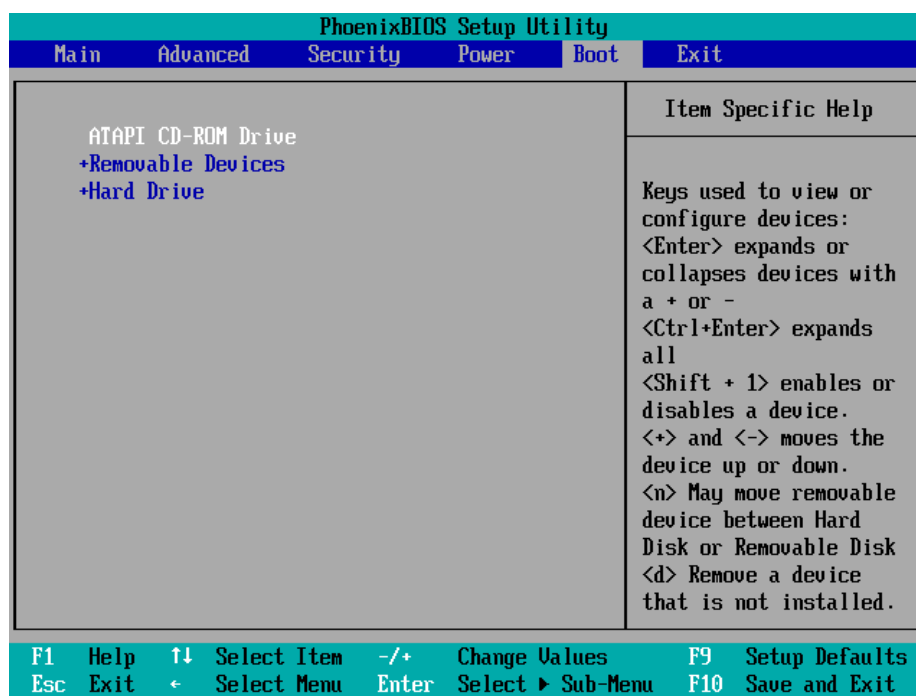 PhoenixBIOS Setup Utility
Main Advanced Security Power Boot Exit
ATAPI CD-ROM Drive
+Removable Devices
+Hard Drive
Item Specific Help
Keys used to view or
configure devices:
<Enter> expands or
collapses devices with
a + or -
<Ctrl+Enter> expands
all
<Shift + 1> enables or
disables a device.
<+> and <-> moves the
device up or down.
<n> May move removable
device between Hard
Disk or Removable Disk
<d> Remove a device
that is not installed.
F1 Help ↑↓ Select Item -/+ Change Values F9 Setup Defaults
Esc Exit ← Select Menu Enter Select ▶ Sub-Menu F10 Save and Exit